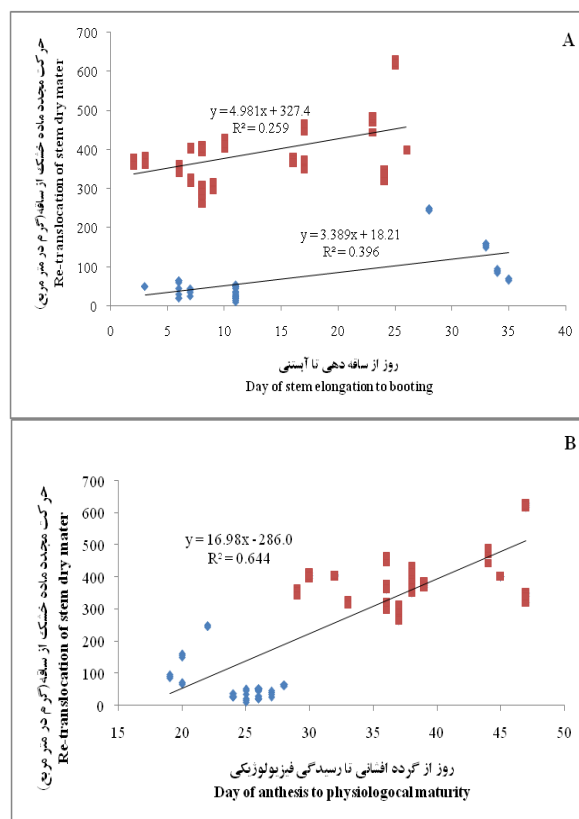 A
حرکت مجدد ماده خشک از ساقه(گرم در متر مربع)
Re-translocation of stem dry mater
700
600
500
400
300
200
100
0
y = 4.981x + 327.4
R² = 0.259
y = 3.389x + 18.21
R² = 0.396
0 5 10 15 20 25 30 35 40
روز از ساقه دهی تا آبستنی
Day of stem elongation to booting
B
حرکت مجدد ماده خشک از ساقه(گرم در متر مربع)
Re-translocation of stem dry mater
700
600
500
400
300
200
100
0
y = 16.98x - 286.0
R² = 0.644
15 20 25 30 35 40 45 50
روز از گرده افشانی تا رسیدگی فیزیولوژیکی
Day of anthesis to physiologocal maturity